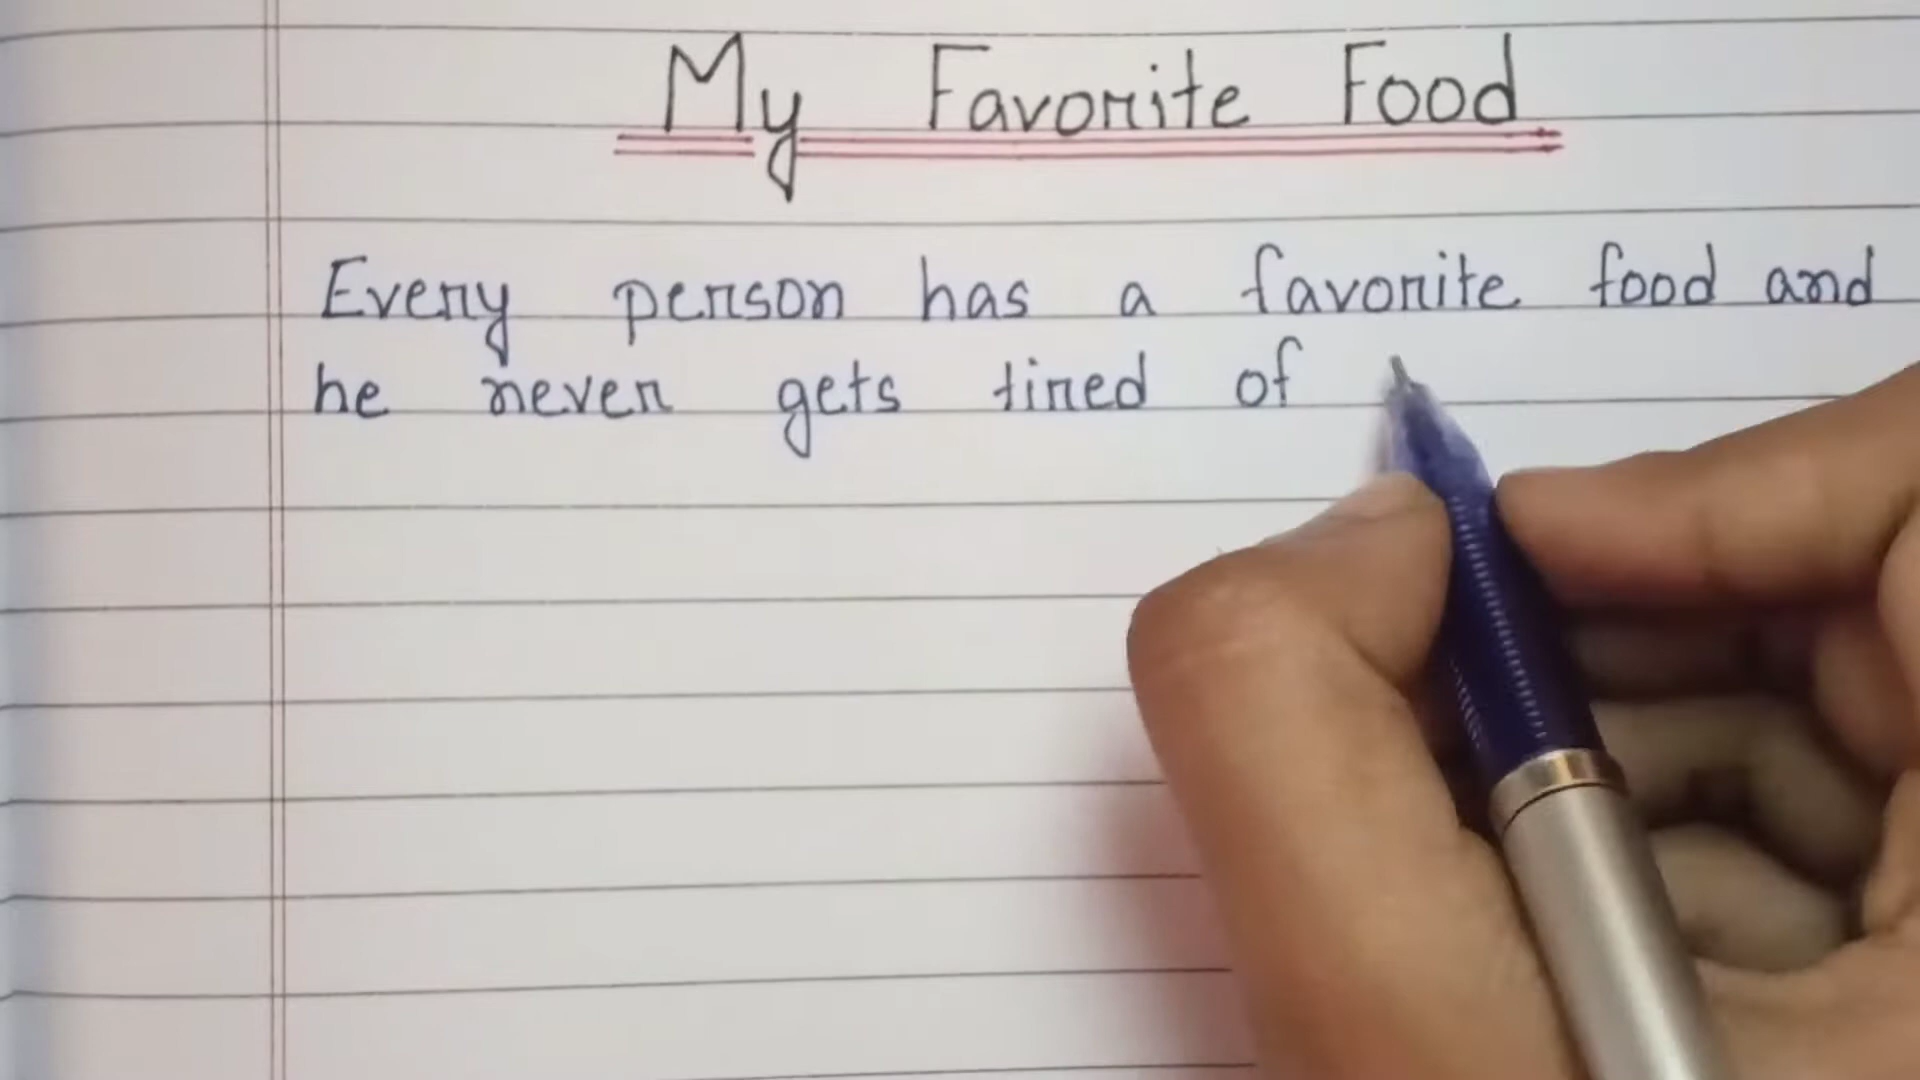 My Favorite Food
Every person has a favorite food and
he never gets tired of